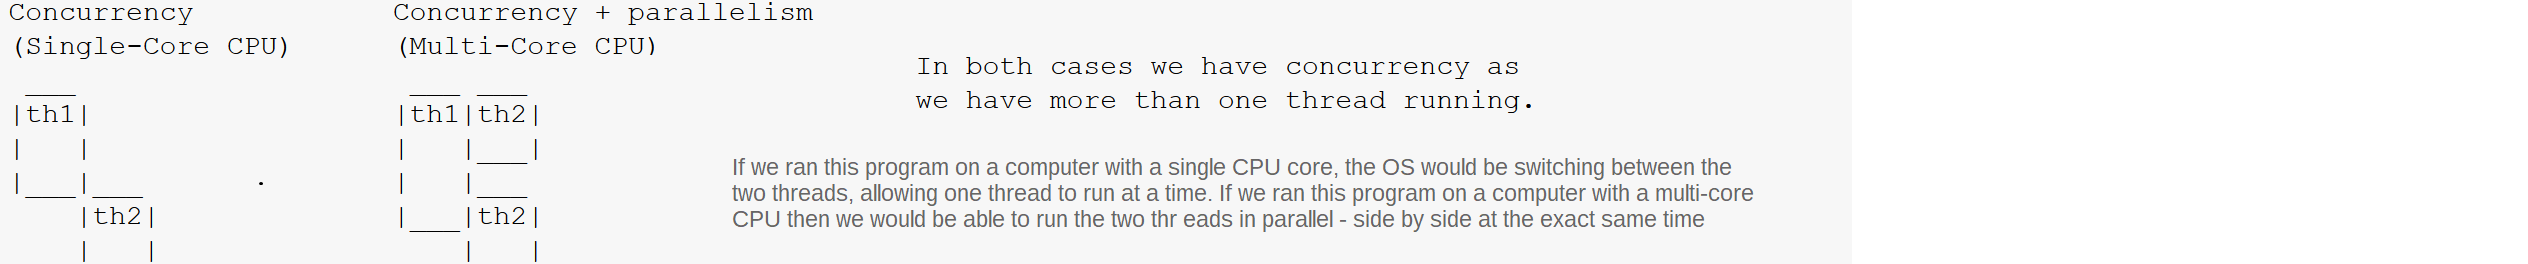 Concurrency Concurrency + parallelism
(Single-Core CPU) (Multi-Core CPU)
In both cases we have concurrency as
we have more than one thread running.
 ___                     ___ ___
|th1|                   |th1|th2|
|   |                   |   |___|
|___|___       .        |   |___
    |th2|               |___|th2|
    |   |                   |   |
If we ran this program on a computer with a single CPU core, the OS would be switching between the
two threads, allowing one thread to run at a time. If we ran this program on a computer with a multi-core
CPU then we would be able to run the two thr eads in parallel - side by side at the exact same time